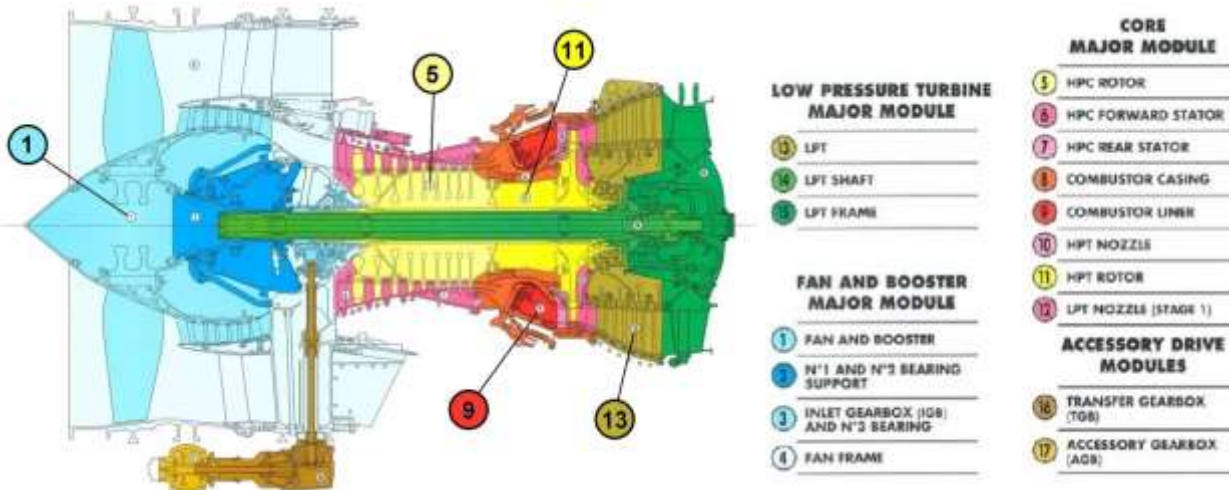 1
5
11
9
13
LOW PRESSURE TURBINE
MAJOR MODULE
13 LPT
14 LPT SHAFT
15 LPT FRAME
FAN AND BOOSTER
MAJOR MODULE
1 FAN AND BOOSTER
2 N°1 AND N°2 BEARING
SUPPORT
3 INLET GEARBOX (IGB)
AND N°3 BEARING
4 FAN FRAME
CORE
MAJOR MODULE
5 HPC ROTOR
6 HPC FORWARD STATOR
7 HPC REAR STATOR
8 COMBUSTOR CASING
9 COMBUSTOR LINER
10 HPT NOZZLE
11 HPT ROTOR
12 LPT NOZZLE (STAGE 1)
ACCESSORY DRIVE
MODULES
16 TRANSFER GEARBOX
(TGB)
17 ACCESSORY GEARBOX
(AGB)